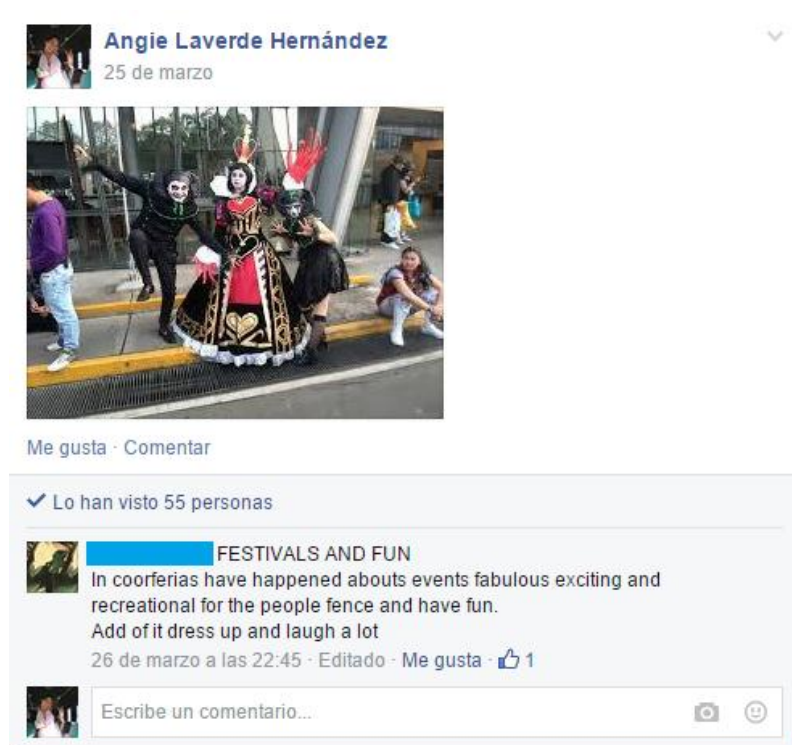 Angie Laverde Hernández
25 de marzo
Me gusta · Comentar
Lo han visto 55 personas
FESTIVALS AND FUN
In coorferias have happened abouts events fabulous exciting and
recreational for the people fence and have fun.
Add of it dress up and laugh a lot
26 de marzo a las 22:45 · Editado · Me gusta · 1
Escribe un comentario...